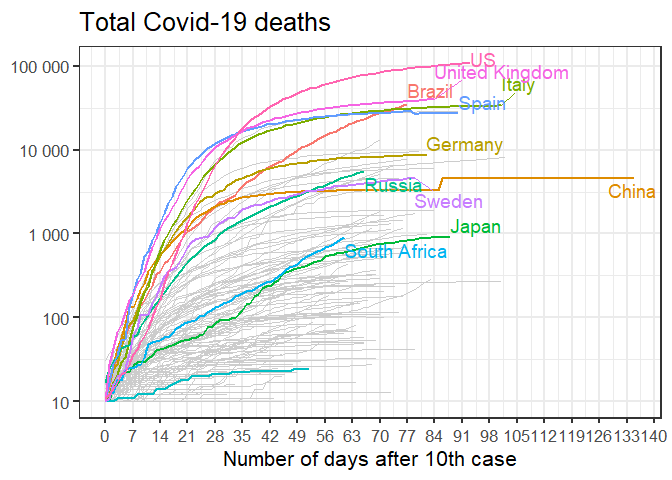 Total Covid-19 deaths
100 000
10 000
1 000
100
10
US
United Kingdom
Italy
Brazil
Spain
Germany
Russia
China
Sweden
Japan
South Africa
0 7 14 21 28 35 42 49 56 63 70 77 84 91 98 105 112 119 126 133 140
Number of days after 10th case